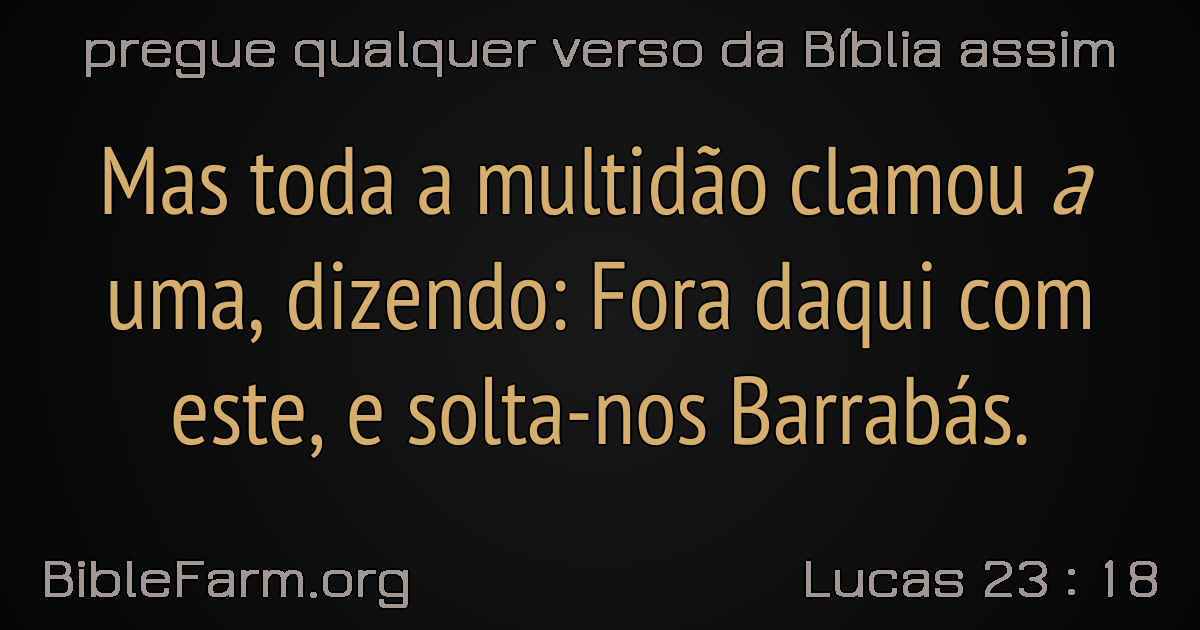 pregue qualquer verso da Bíblia assim
Mas toda a multidão clamou a
uma, dizendo: Fora daqui com
este, e solta-nos Barrabás.
BibleFarm.org
Lucas 23 : 18